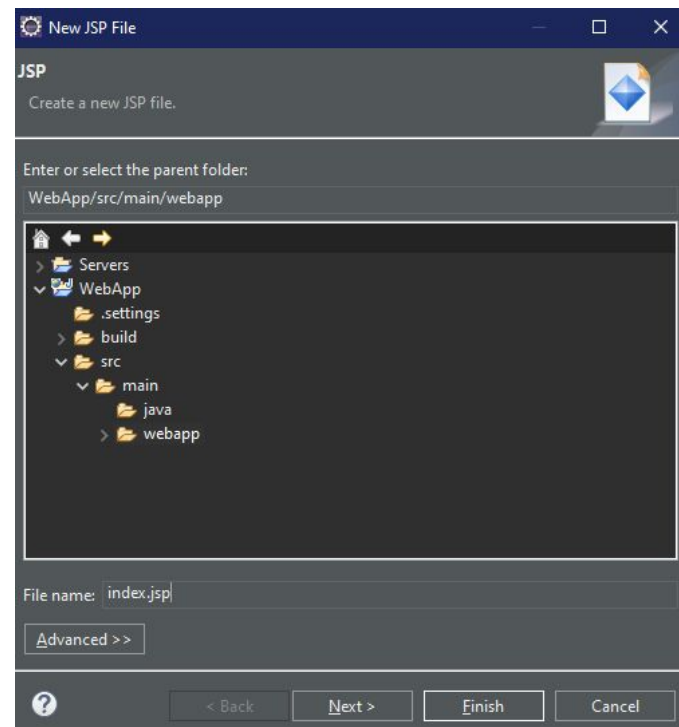 New JSP File
JSP
Create a new JSP file.
Enter or select the parent folder:
WebApp/src/main/webapp
Servers
WebApp
.settings
build
src
main
java
webapp
File name: index.jsp
Advanced >>
< Back Next > Finish Cancel